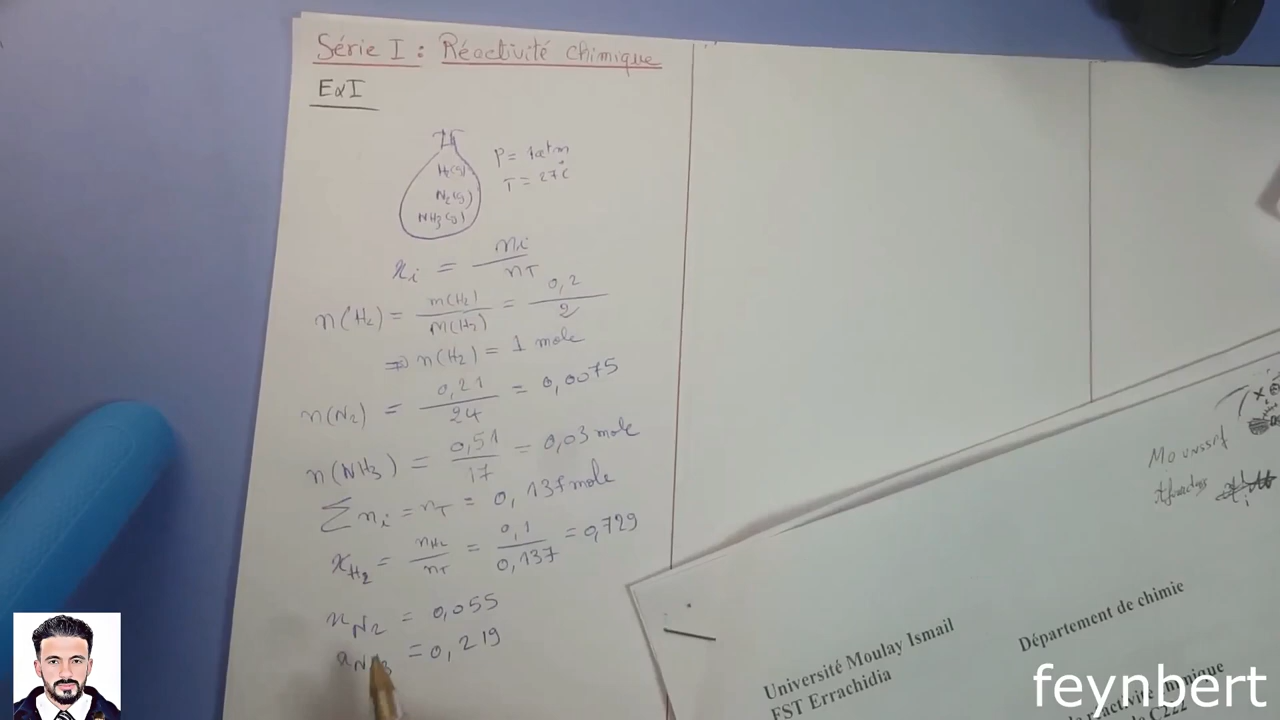 Série I : Réactivité chimique
Ex I
H₂(g)
N₂(g)
NH₃(g)
P = 1atm
T = 27°C
xᵢ = nᵢ / nT
n(H₂) = m(H₂) / M(H₂) = 0,2 / 2
⇒ n(H₂) = 1 mole
n(N₂) = 0,21 / 24 = 0,0075
n(NH₃) = 0,51 / 17 = 0,03 mole
∑ nᵢ = nT = 0,137 mole
xH₂ = nH₂ / nT = 0,1 / 0,137 = 0,729
xN₂ = 0,055
= 0,219
Université Moulay Ismail
FST Errachidia
Département de chimie
feynbert